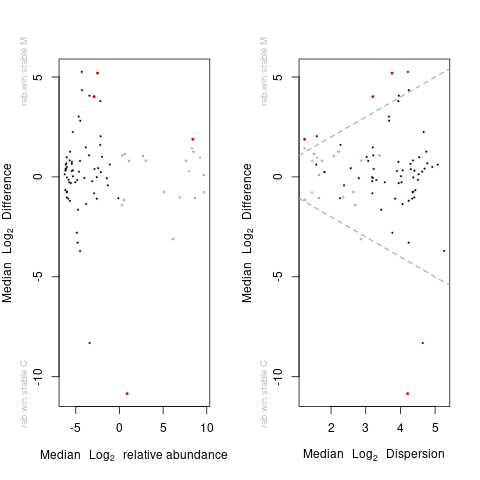 rab.win.stable M
rab.win.stable C
Median Log2 Difference
5
0
-5
-10
-5 0 5 10
Median Log2 relative abundance
rab.win.stable M
rab.win.stable C
Median Log2 Difference
5
0
-5
-10
2 3 4 5
Median Log2 Dispersion